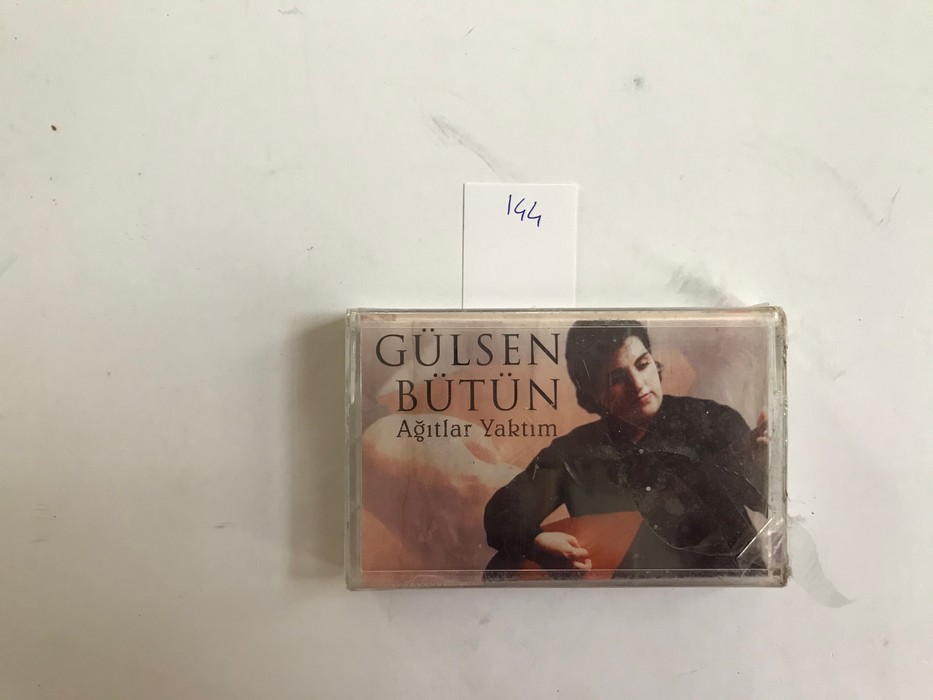 144
GÜLSEN
BÜTÜN
Ağıtlar Yaktım